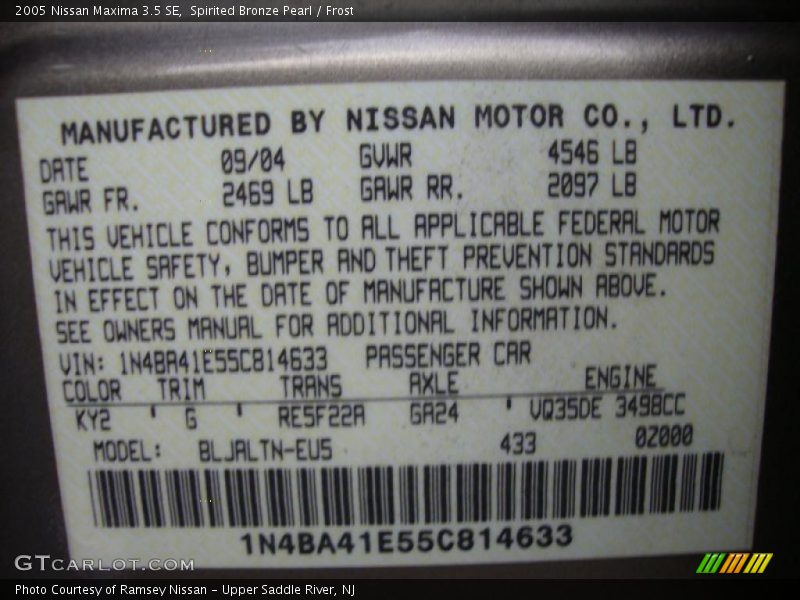 2005 Nissan Maxima 3.5 SE, Spirited Bronze Pearl / Frost
MANUFACTURED BY NISSAN MOTOR CO., LTD.
DATE 09/04 GVWR 4546 LB
GAWR FR. 2469 LB GAWR RR. 2097 LB
THIS VEHICLE CONFORMS TO ALL APPLICABLE FEDERAL MOTOR
VEHICLE SAFETY, BUMPER AND THEFT PREVENTION STANDARDS
IN EFFECT ON THE DATE OF MANUFACTURE SHOWN ABOVE.
SEE OWNERS MANUAL FOR ADDITIONAL INFORMATION.
VIN: 1N4BA41E55C814633 PASSENGER CAR
COLOR TRIM TRANS AXLE ENGINE
KY2 ' G ' RE5F22A GA24 ' VQ35DE 3498CC
MODEL: BLJALTN-EU5 433 0Z000
1N4BA41E55C814633
GTCARLOT.COM
Photo Courtesy of Ramsey Nissan - Upper Saddle River, NJ